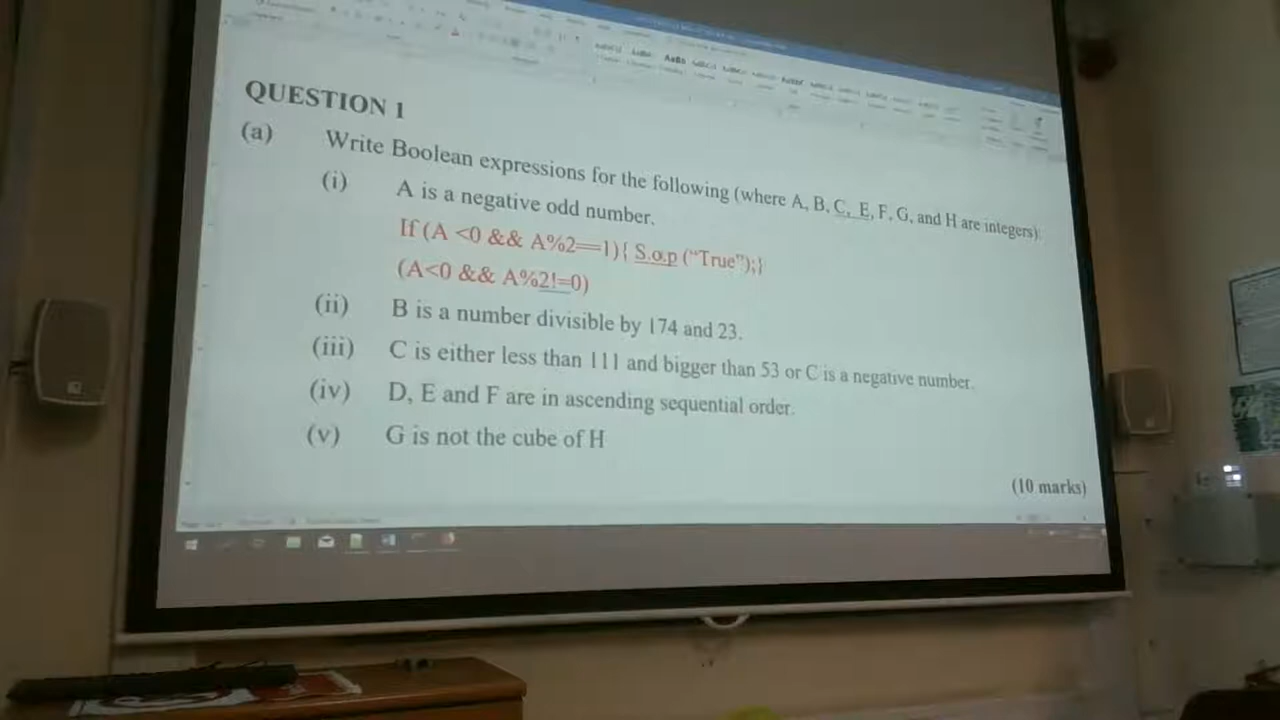 QUESTION 1
(a) Write Boolean expressions for the following (where A, B, C, E, F, G, and H are integers):
(i) A is a negative odd number.
If (A <0 && A%2==1){ S.o.p ("True");}
(A<0 && A%2!=0)
(ii) B is a number divisible by 174 and 23.
(iii) C is either less than 111 and bigger than 53 or C is a negative number.
(iv) D, E and F are in ascending sequential order.
(v) G is not the cube of H
(10 marks)